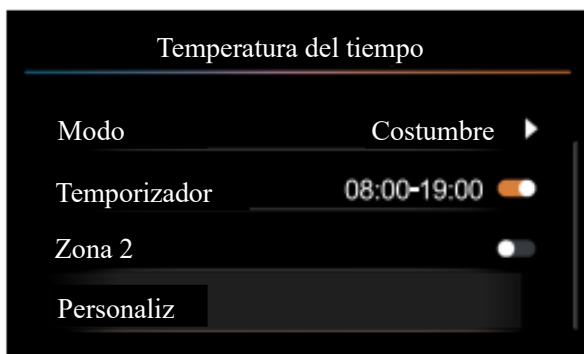 Temperatura del tiempo
Modo Costumbre
Temporizador 08:00-19:00
Zona 2
Personaliz